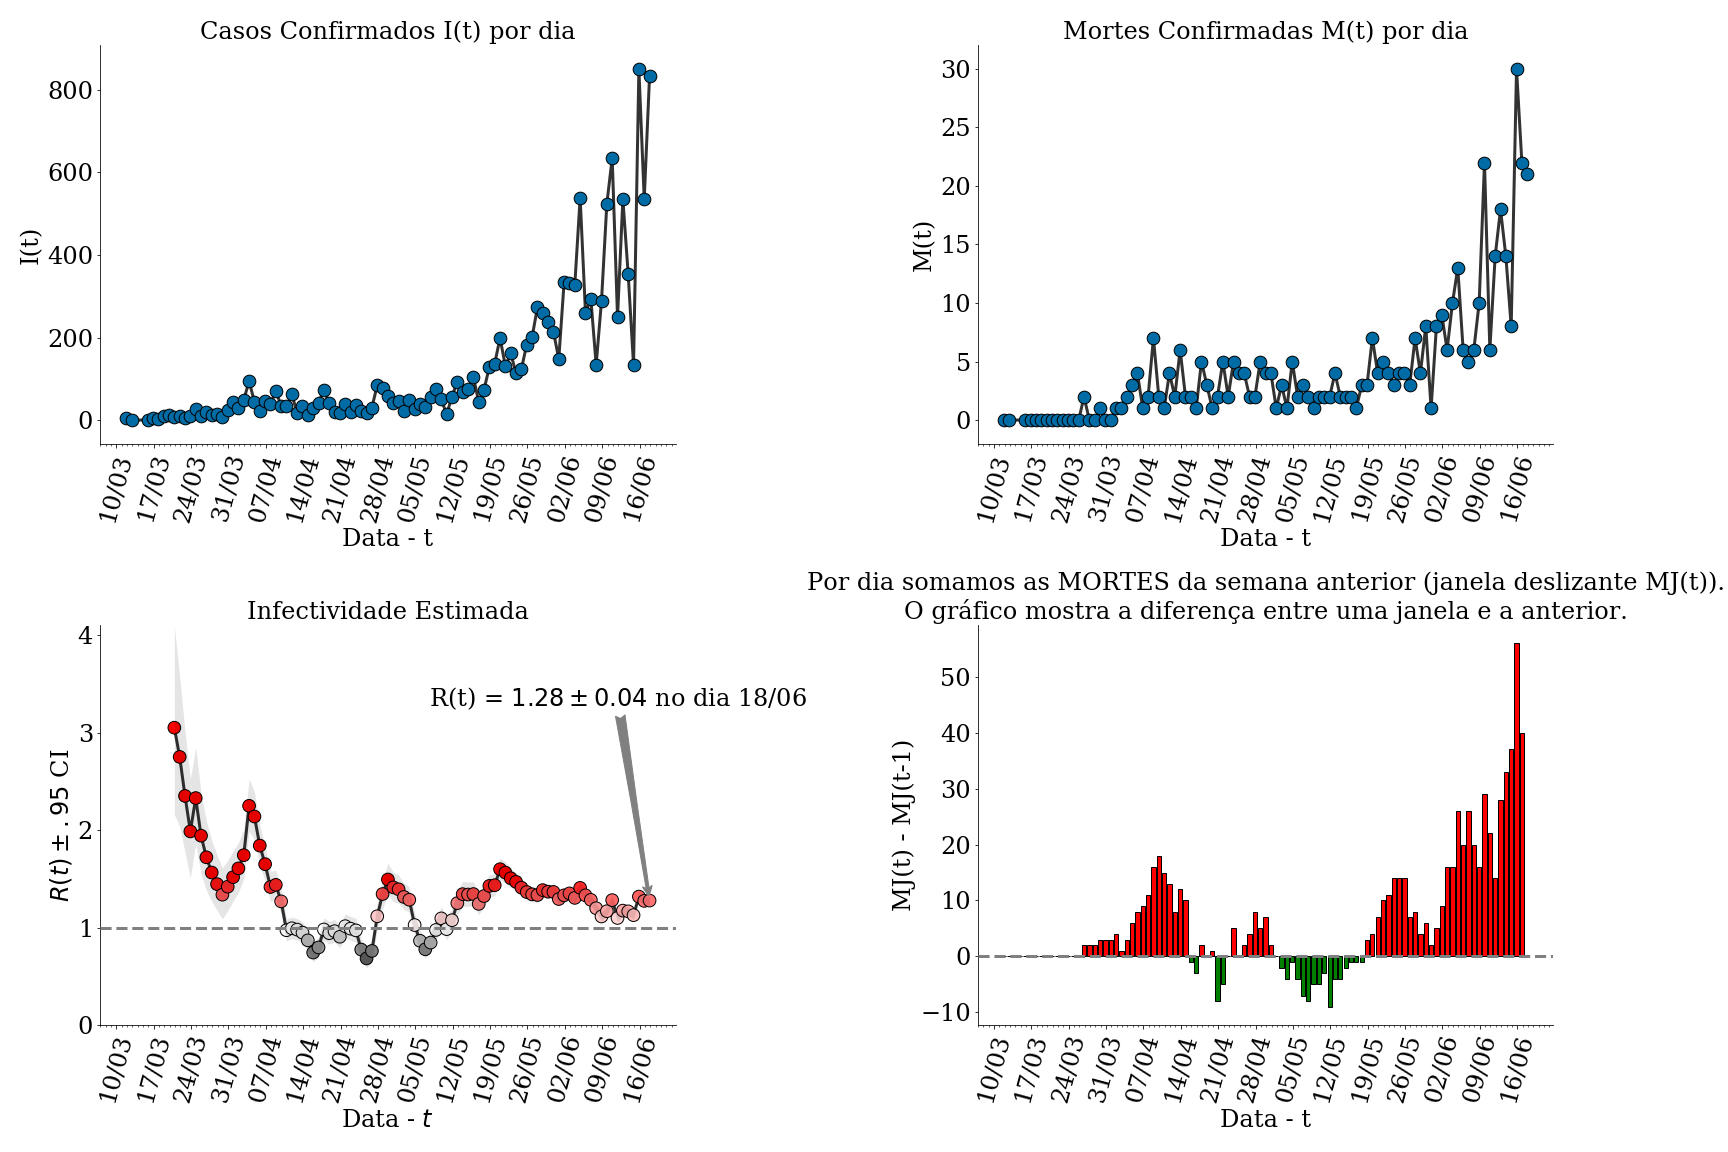 Casos Confirmados I(t) por dia
I(t)
800
600
400
200
0
10/03 17/03 24/03 31/03 07/04 14/04 21/04 28/04 05/05 12/05 19/05 26/05 02/06 09/06 16/06
Data - t
Mortes Confirmadas M(t) por dia
M(t)
30
25
20
15
10
5
0
10/03 17/03 24/03 31/03 07/04 14/04 21/04 28/04 05/05 12/05 19/05 26/05 02/06 09/06 16/06
Data - t
Infectividade Estimada
R(t) ± .95 CI
4
3
2
1
0
R(t) = 1.28 ± 0.04 no dia 18/06
10/03 17/03 24/03 31/03 07/04 14/04 21/04 28/04 05/05 12/05 19/05 26/05 02/06 09/06 16/06
Data - t
Por dia somamos as MORTES da semana anterior (janela deslizante MJ(t)).
O gráfico mostra a diferença entre uma janela e a anterior.
MJ(t) - MJ(t-1)
50
40
30
20
10
0
−10
10/03 17/03 24/03 31/03 07/04 14/04 21/04 28/04 05/05 12/05 19/05 26/05 02/06 09/06 16/06
Data - t